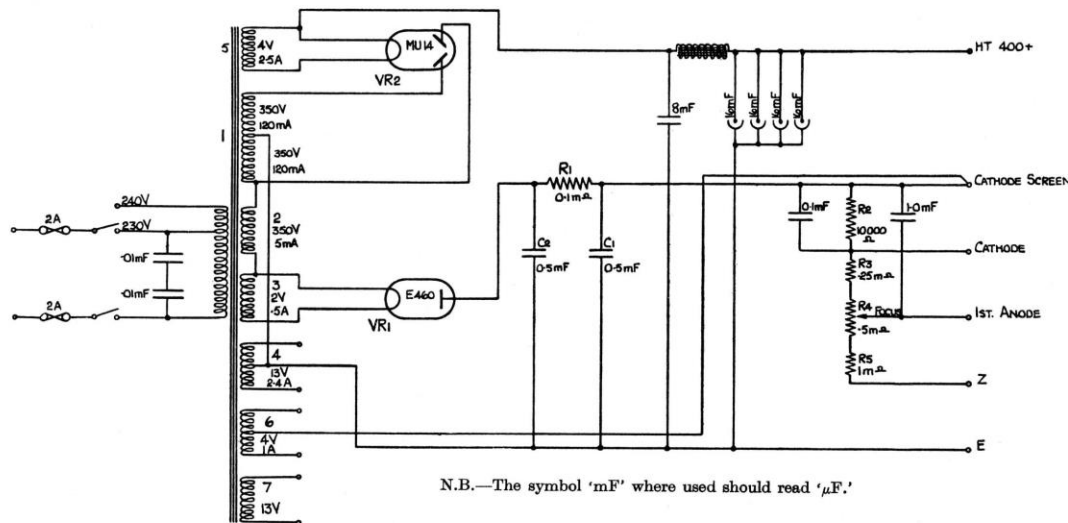 5
4V
2·5A
MU14
VR2
HT 400+
8mF
16mF
16mF
16mF
16mF
1
350V
120mA
350V
120mA
R1
0·1mΩ
CATHODE SCREEN
240V
2A
230V
·01mF
·01mF
2A
2
350V
5mA
C2
0·5mF
C1
0·5mF
0·1mF
R2
10000
Ω
1·0mF
CATHODE
3
2V
·5A
E460
VR1
R3
·25mΩ
R4
·5mΩ
FOCUS
1ST. ANODE
R5
1mΩ
Z
4
13V
2·4A
6
4V
1A
E
7
13V
N.B.—The symbol ‘mF’ where used should read ‘μF.’